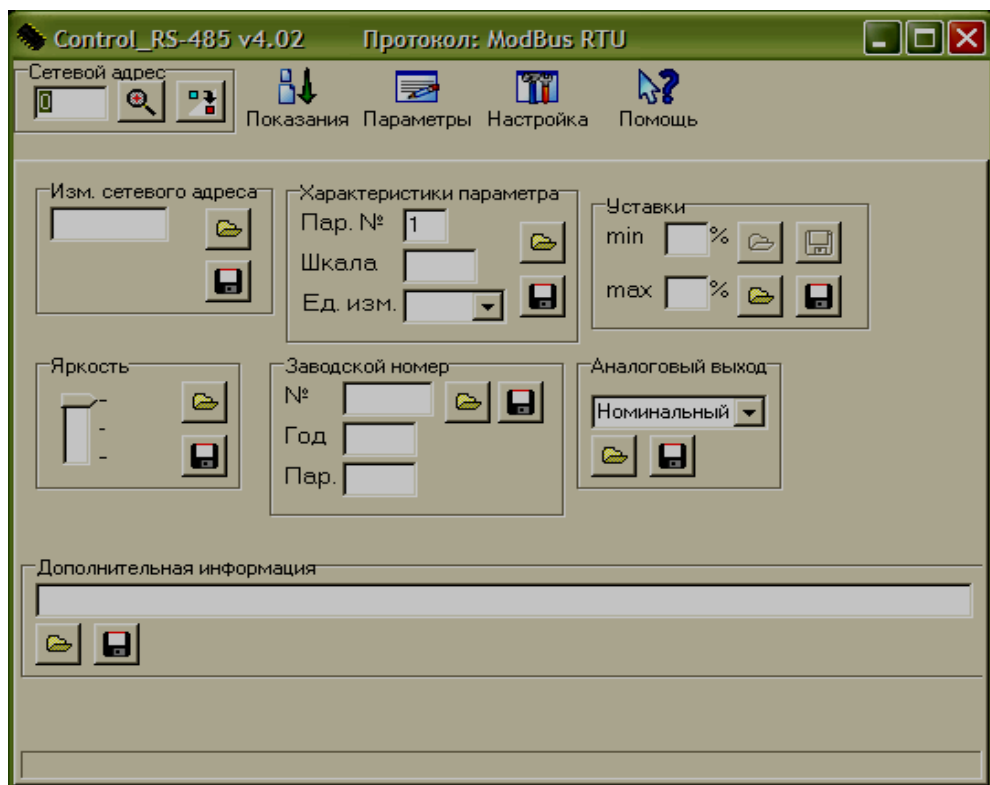 Control_RS-485 v4.02 Протокол: ModBus RTU
Сетевой адрес
0
Показания Параметры Настройка Помощь
Изм. сетевого адреса
Характеристики параметра
Пар. № 1
Шкала
Ед. изм.
Уставки
min %
max %
Яркость
Заводской номер
№
Год
Пар.
Аналоговый выход
Номинальный
Дополнительная информация